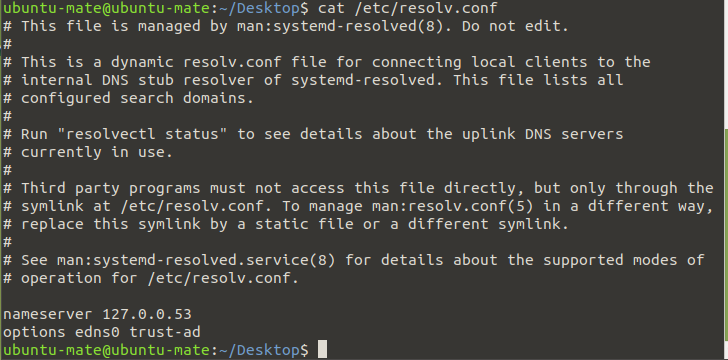 ubuntu-mate@ubuntu-mate:~/Desktop$ cat /etc/resolv.conf
# This file is managed by man:systemd-resolved(8). Do not edit.
#
# This is a dynamic resolv.conf file for connecting local clients to the
# internal DNS stub resolver of systemd-resolved. This file lists all
# configured search domains.
#
# Run "resolvectl status" to see details about the uplink DNS servers
# currently in use.
#
# Third party programs must not access this file directly, but only through the
# symlink at /etc/resolv.conf. To manage man:resolv.conf(5) in a different way,
# replace this symlink by a static file or a different symlink.
#
# See man:systemd-resolved.service(8) for details about the supported modes of
# operation for /etc/resolv.conf.

nameserver 127.0.0.53
options edns0 trust-ad
ubuntu-mate@ubuntu-mate:~/Desktop$